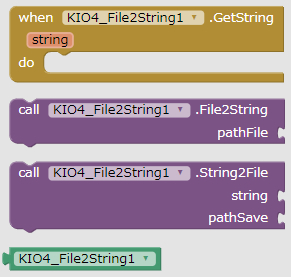 when KIO4_File2String1 .GetString
string
do
call KIO4_File2String1 .File2String
pathFile
call KIO4_File2String1 .String2File
string
pathSave
KIO4_File2String1